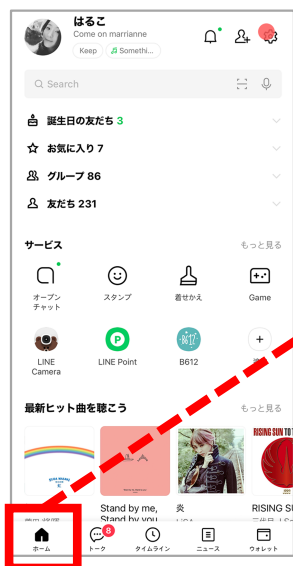 はるこ
Come on marrianne
Keep
Somethi...
Search
誕生日の友だち 3
お気に入り 7
グループ 86
友だち 231
サービス
もっと見る
オープン
チャット
スタンプ
着せかえ
Game
LINE
Camera
LINE Point
B612
B612
最新ヒット曲を聴こう
もっと見る
RISING SUN TO
Stand by me,
Stand by you
炎
RISING SU
8
ホーム
トーク
タイムライン
ニュース
ウォレット